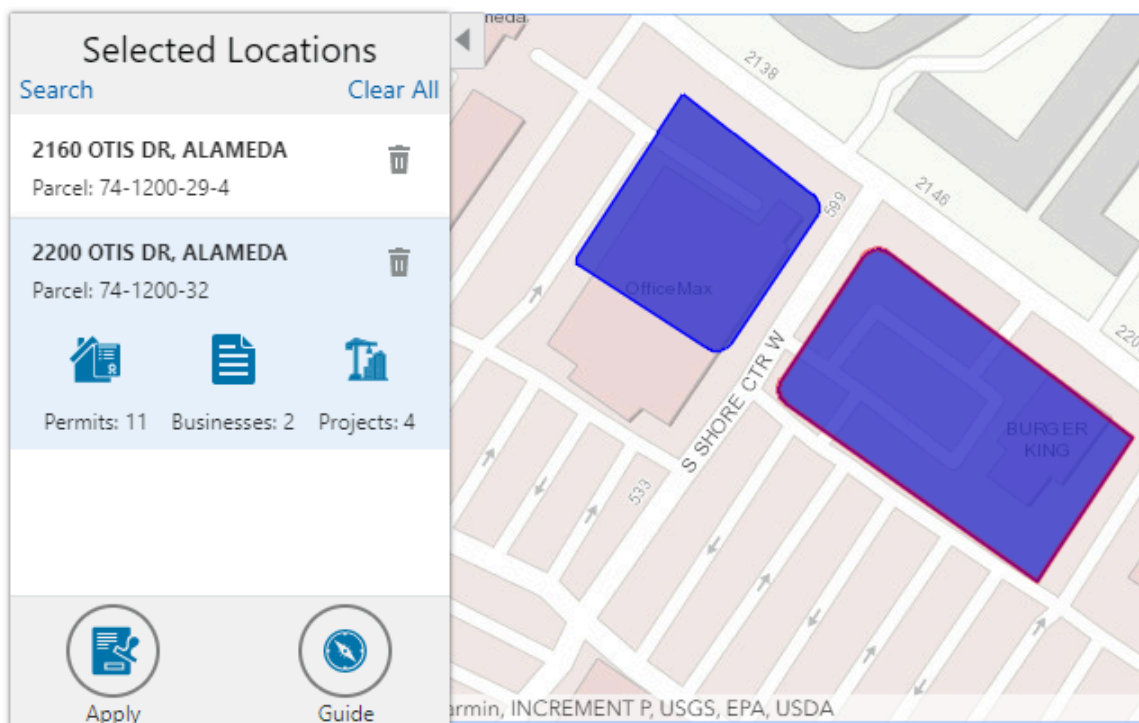 Selected Locations
Search Clear All
2160 OTIS DR, ALAMEDA
Parcel: 74-1200-29-4
2200 OTIS DR, ALAMEDA
Parcel: 74-1200-32
Permits: 11 Businesses: 2 Projects: 4
Apply Guide
2138
2146
599
OfficeMax
S SHORE CTR W
BURGER
KING
533
INCREMENT P, USGS, EPA, USDA